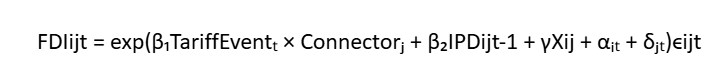 FDIijt = exp(β₁TariffEventₜ × Connectorⱼ + β₂IPDijt-1 + γXij + αᵢₜ + δⱼₜ)ϵijt